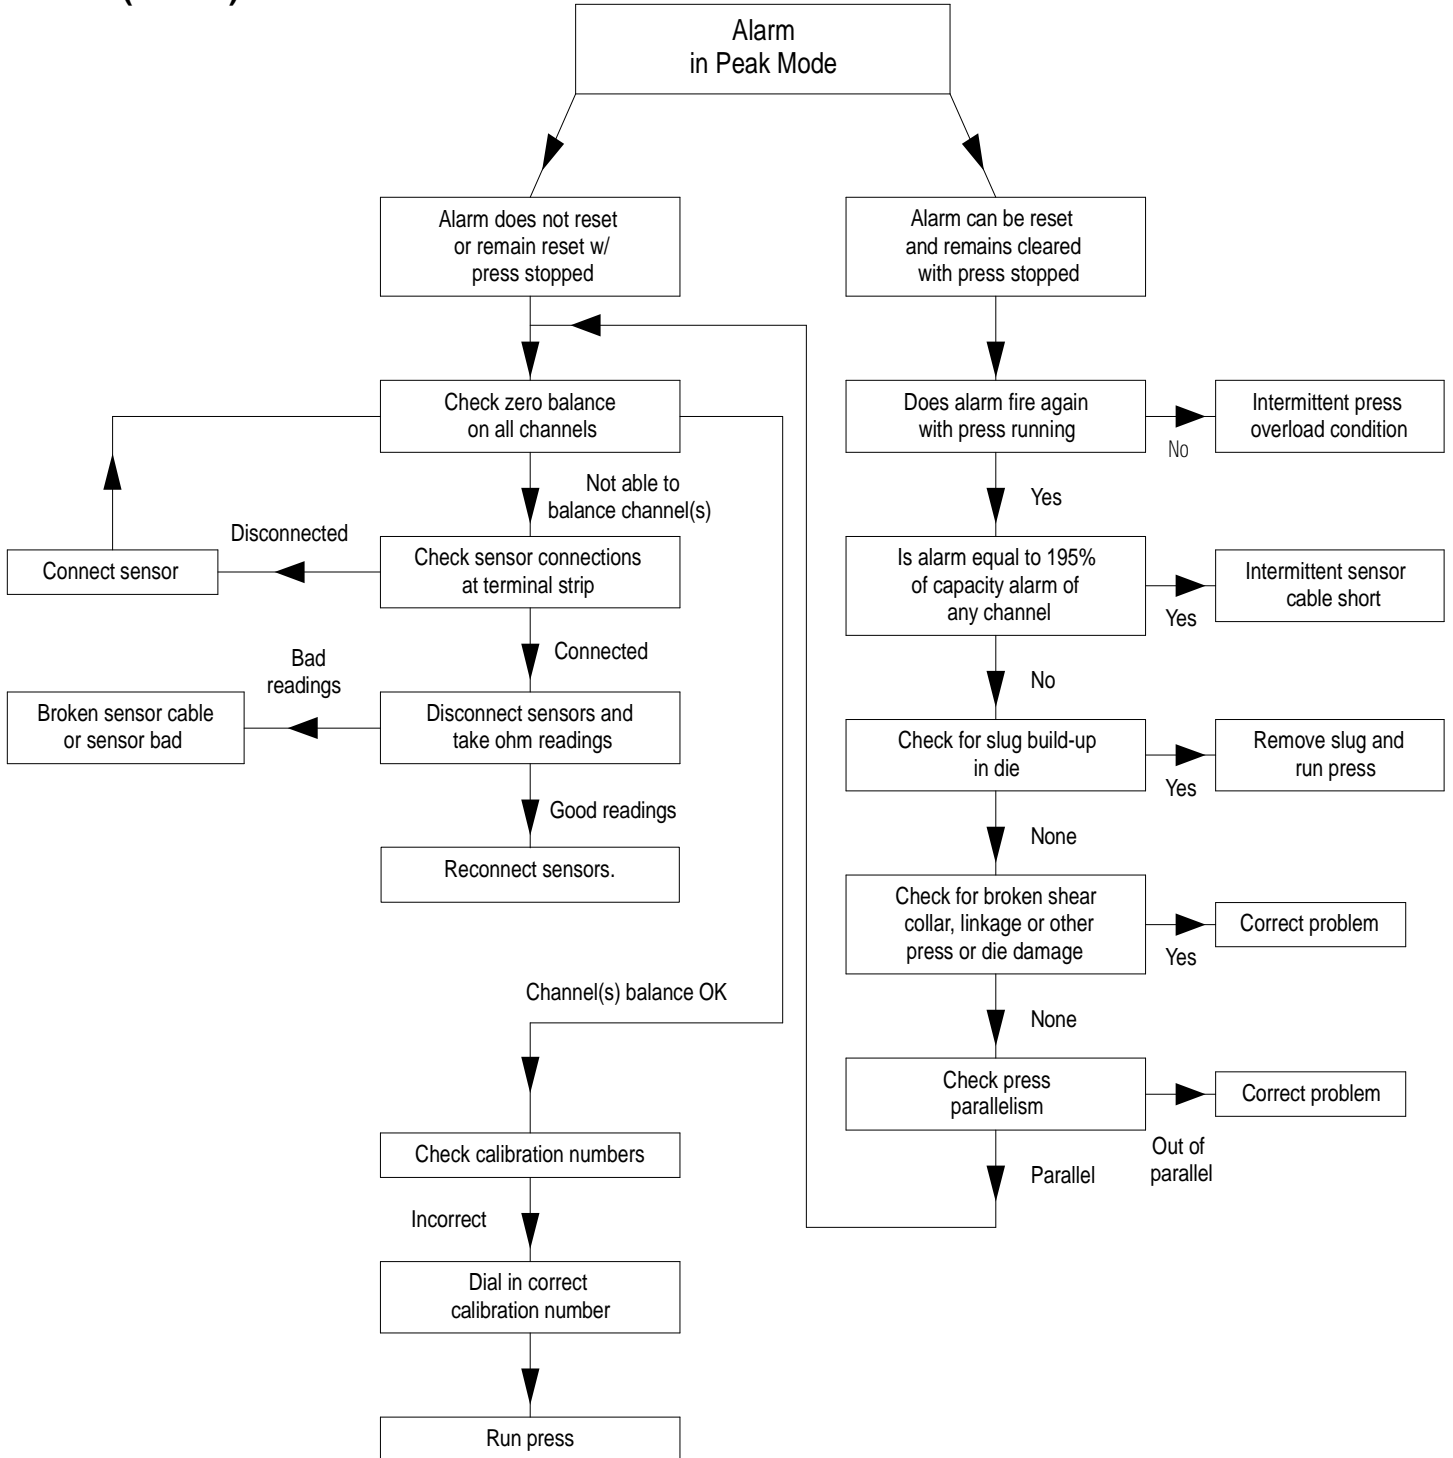 Alarm
in Peak Mode
Alarm does not reset
or remain reset w/
press stopped
Alarm can be reset
and remains cleared
with press stopped
Check zero balance
on all channels
Does alarm fire again
with press running
No
Intermittent press
overload condition
Not able to
balance channel(s)
Yes
Disconnected
Connect sensor
Check sensor connections
at terminal strip
Is alarm equal to 195%
of capacity alarm of
any channel
Yes
Intermittent sensor
cable short
Connected
No
Bad
readings
Broken sensor cable
or sensor bad
Disconnect sensors and
take ohm readings
Check for slug build-up
in die
Yes
Remove slug and
run press
Good readings
None
Reconnect sensors.
Check for broken shear
collar, linkage or other
press or die damage
Yes
Correct problem
Channel(s) balance OK
None
Check press
parallelism
Correct problem
Out of
parallel
Check calibration numbers
Parallel
Incorrect
Dial in correct
calibration number
Run press